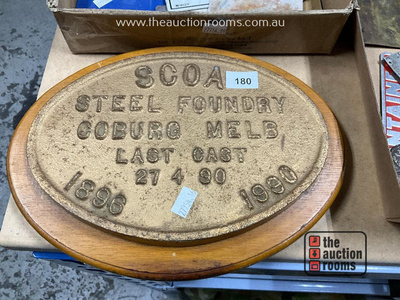 www.theauctionrooms.com
SCOA
180
STEEL FOUNDRY
COBURG MELB
LAST CAST
27 4 90
1896 1990
the
auction
rooms